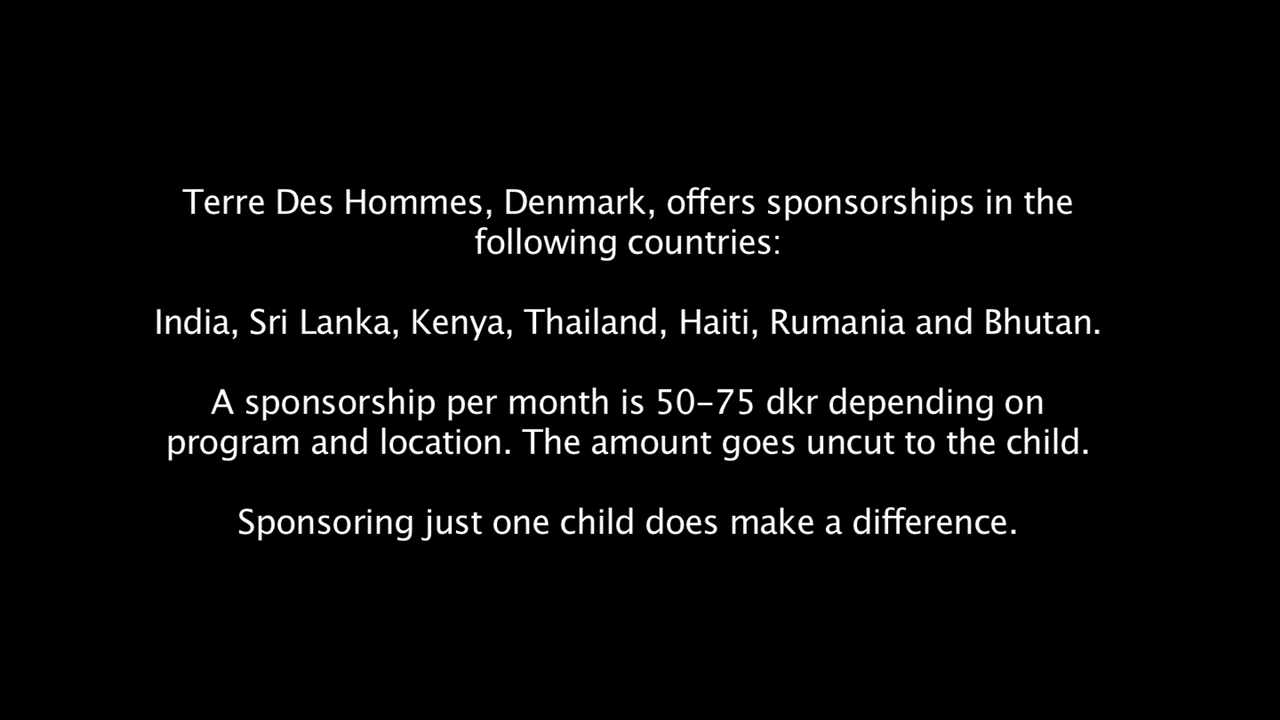 Terre Des Hommes, Denmark, offers sponsorships in the
following countries:
India, Sri Lanka, Kenya, Thailand, Haiti, Rumania and Bhutan.
A sponsorship per month is 50–75 dkr depending on
program and location. The amount goes uncut to the child.
Sponsoring just one child does make a difference.